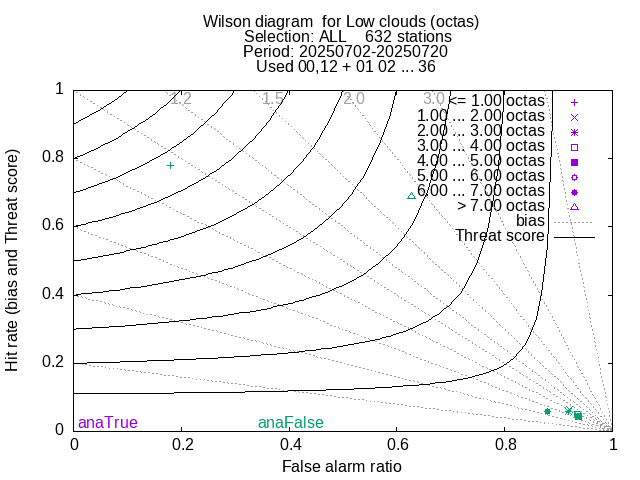 Wilson diagram  for Low clouds (octas)
Selection: ALL    632 stations
Period: 20250702-20250720
Used 00,12 + 01 02 ... 36
Hit rate (bias and Threat score)
1
0.8
0.6
0.4
0.2
0
1.2
1.5
2.0
3.0
<= 1.00 octas
1.00 ... 2.00 octas
2.00 ... 3.00 octas
3.00 ... 4.00 octas
4.00 ... 5.00 octas
5.00 ... 6.00 octas
6.00 ... 7.00 octas
> 7.00 octas
bias
Threat score
anaTrue
anaFalse
0
0.2
0.4
0.6
0.8
1
False alarm ratio